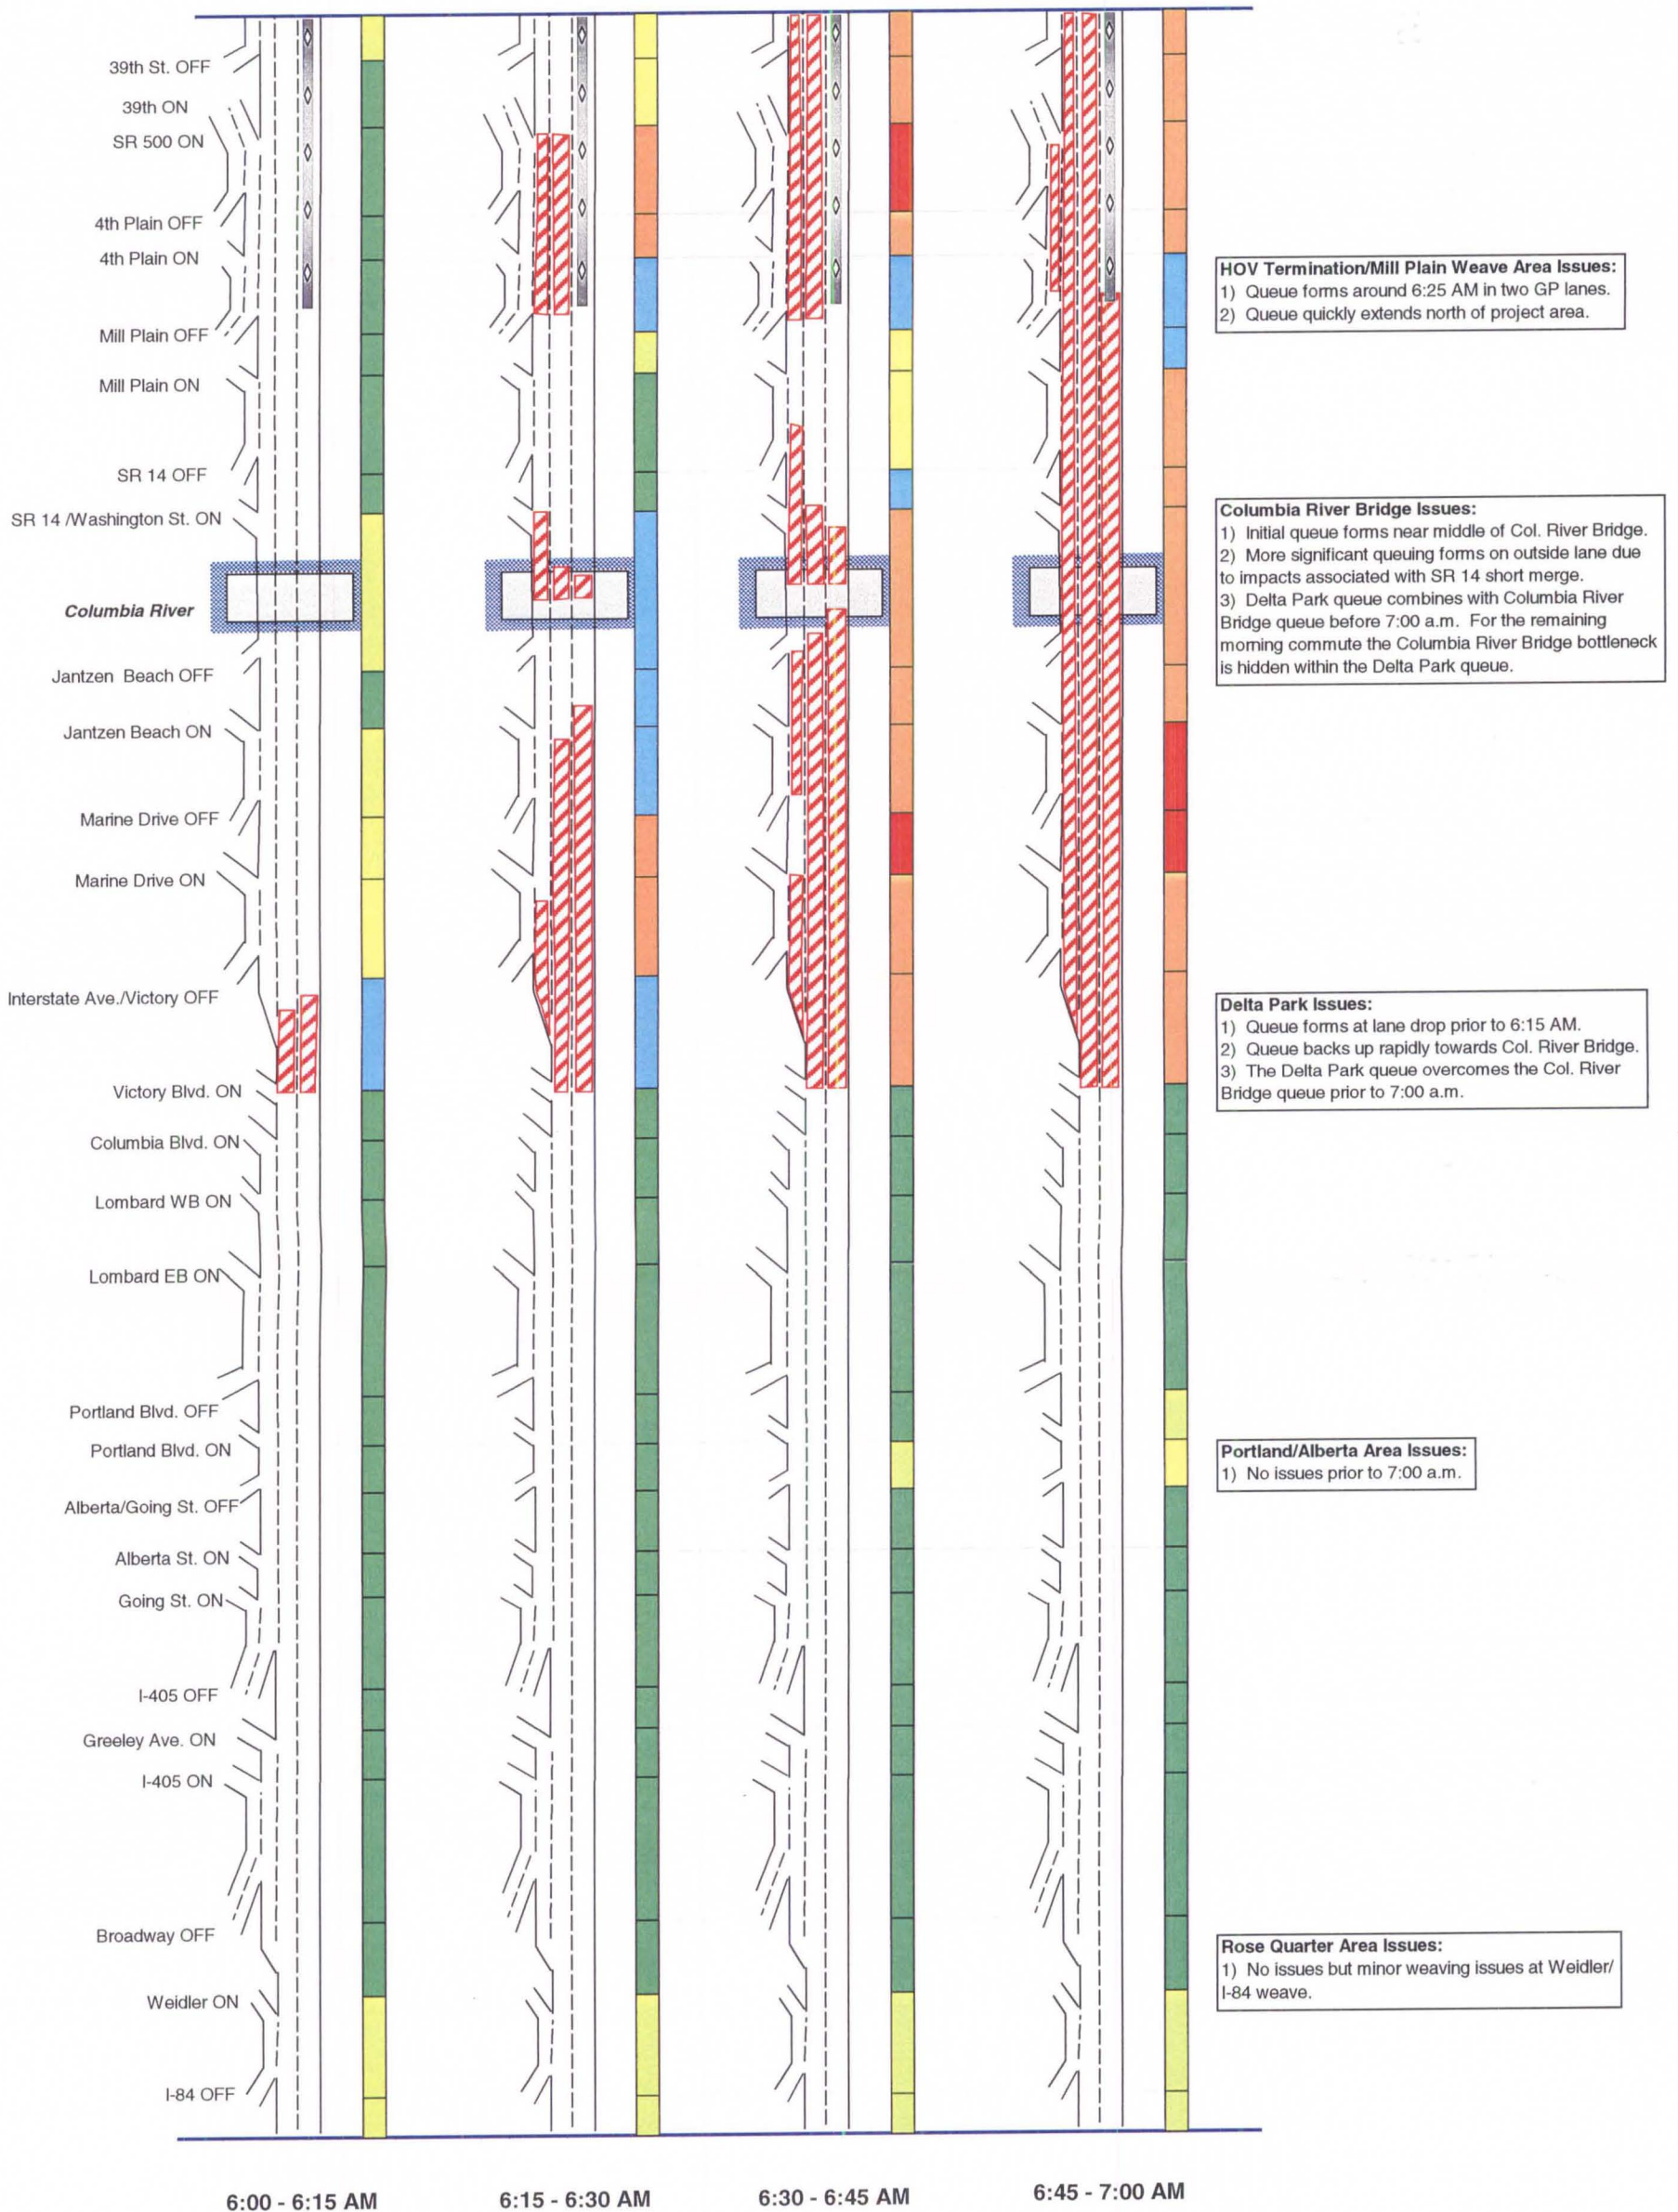 39th St. OFF
39th ON
SR 500 ON
4th Plain OFF
4th Plain ON
Mill Plain OFF
Mill Plain ON
SR 14 OFF
SR 14 /Washington St. ON
Columbia River
Jantzen Beach OFF
Jantzen Beach ON
Marine Drive OFF
Marine Drive ON
Interstate Ave./Victory OFF
Victory Blvd. ON
Columbia Blvd. ON
Lombard WB ON
Lombard EB ON
Portland Blvd. OFF
Portland Blvd. ON
Alberta/Going St. OFF
Alberta St. ON
Going St. ON
I-405 OFF
Greeley Ave. ON
I-405 ON
Broadway OFF
Weidler ON
I-84 OFF
HOV Termination/Mill Plain Weave Area Issues:
1) Queue forms around 6:25 AM in two GP lanes.
2) Queue quickly extends north of project area.
Columbia River Bridge Issues:
1) Initial queue forms near middle of Col. River Bridge.
2) More significant queuing forms on outside lane due
to impacts associated with SR 14 short merge.
3) Delta Park queue combines with Columbia River
Bridge queue before 7:00 a.m. For the remaining
morning commute the Columbia River Bridge bottleneck
is hidden within the Delta Park queue.
Delta Park Issues:
1) Queue forms at lane drop prior to 6:15 AM.
2) Queue backs up rapidly towards Col. River Bridge.
3) The Delta Park queue overcomes the Col. River
Bridge queue prior to 7:00 a.m.
Portland/Alberta Area Issues:
1) No issues prior to 7:00 a.m.
Rose Quarter Area Issues:
1) No issues but minor weaving issues at Weidler/
I-84 weave.
6:00 - 6:15 AM
6:15 - 6:30 AM
6:30 - 6:45 AM
6:45 - 7:00 AM